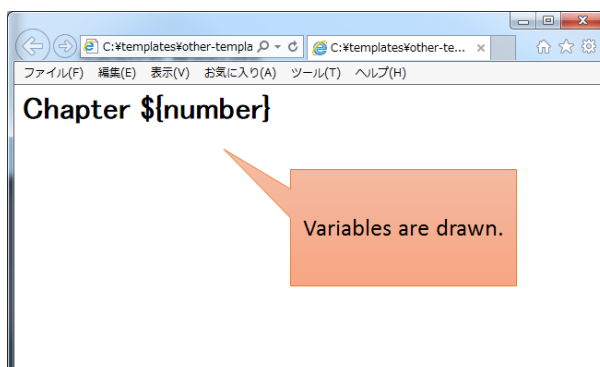 C:¥templates¥other-templa
C:¥templates¥other-te...
ファイル(F) 編集(E) 表示(V) お気に入り(A) ツール(T) ヘルプ(H)
Chapter ${number}
Variables are drawn.